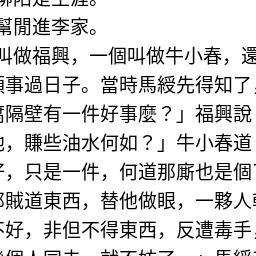 幫閒進李家。
叫做福興，一個叫做牛小春，還
頭事過日子。當時馬綬先得知了，
隔壁有一件好事麼？」福興說
他，賺些油水何如？」牛小春道
好，只是一件，何道那廝也是個
那賊道東西，替他做眼，一夥人
不好，非但不得東西，反遭毒手，